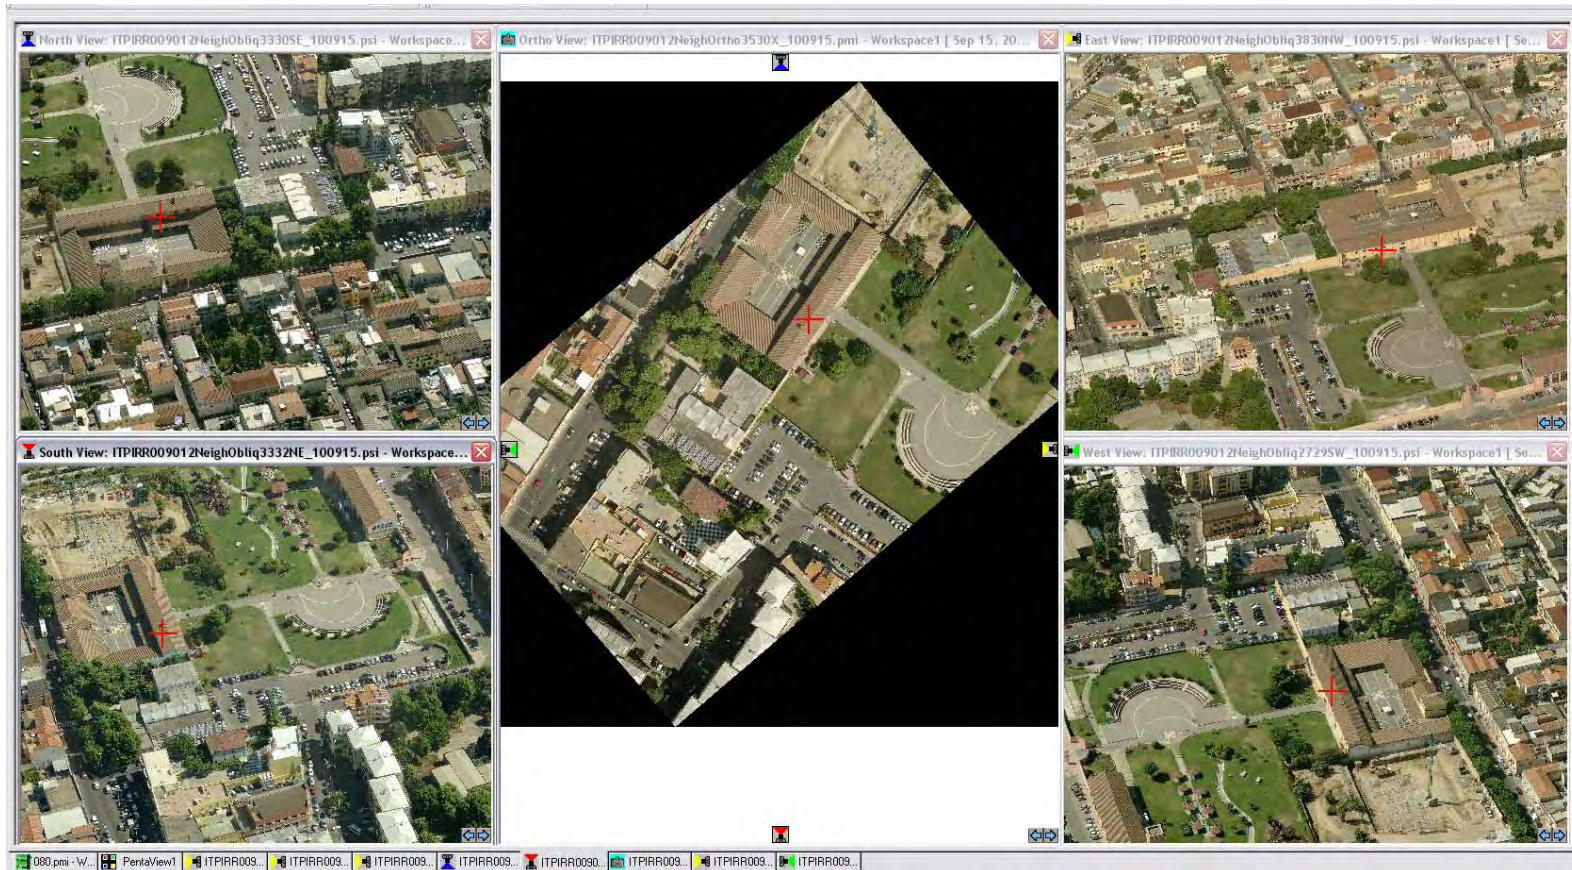 North View: ITPIRR009012NeighObliq3330SE_100915.psi - Workspace...
Ortho View: ITPIRR009012NeighOrtho3530X_100915.pmi - Workspace1 [ Sep 15, 20...
East View: ITPIRR009012NeighObliq3830NW_100915.psi - Workspace1 [ Se...
South View: ITPIRR009012NeighObliq3332NE_100915.psi - Workspace...
West View: ITPIRR009012NeighObliq2729SW_100915.psi - Workspace1 [ Se...
080.pmi - W... PentaView1 ITPIRR009... ITPIRR009... ITPIRR009... ITPIRR009... ITPIRR0090... ITPIRR009... ITPIRR009... ITPIRR009...